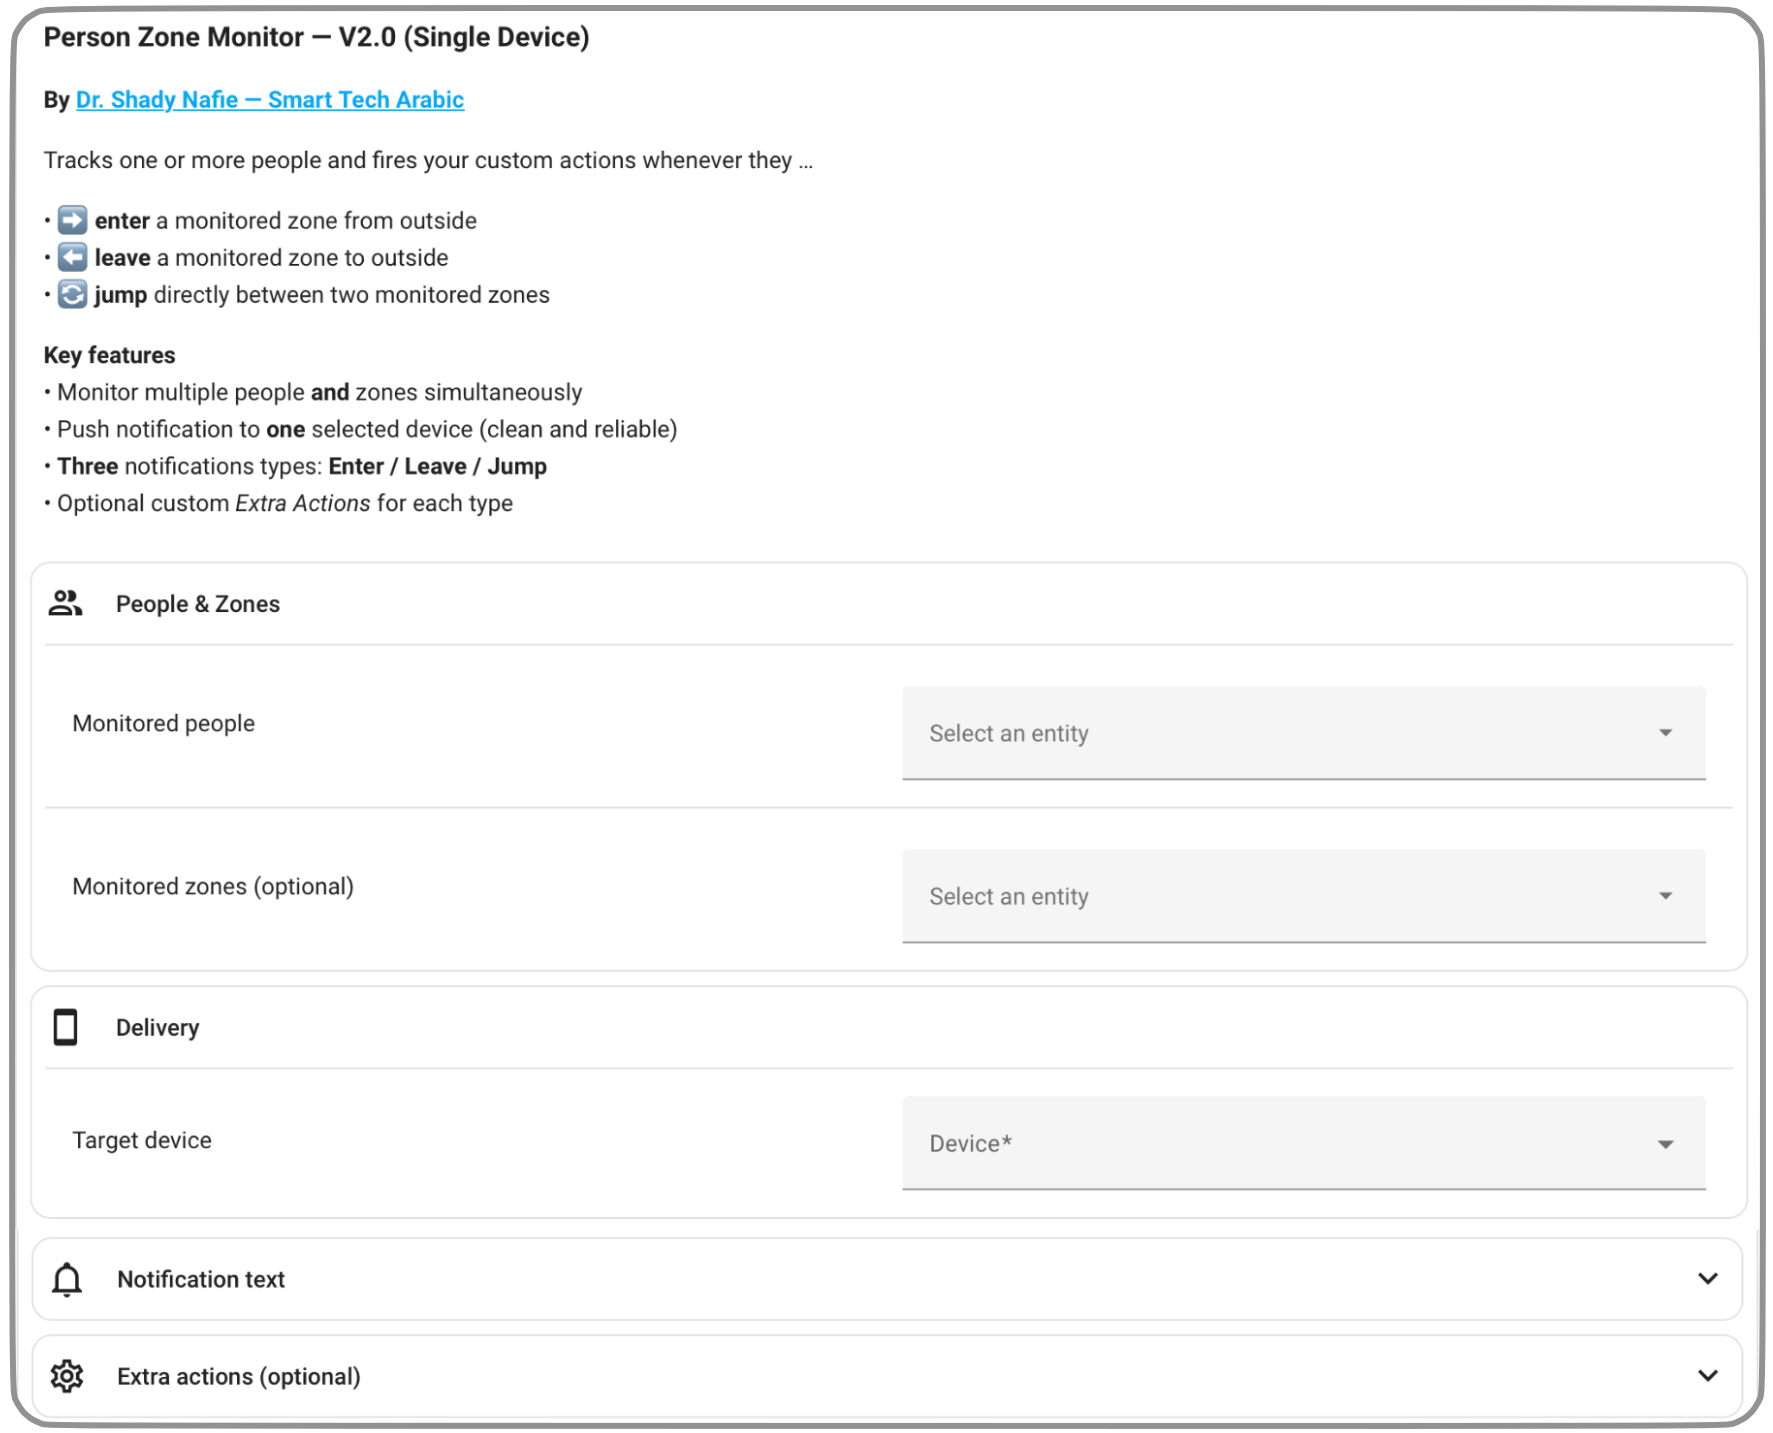 Person Zone Monitor — V2.0 (Single Device)
By Dr. Shady Nafie — Smart Tech Arabic
Tracks one or more people and fires your custom actions whenever they ...
• ➡️ enter a monitored zone from outside
• ⬅️ leave a monitored zone to outside
• 🔄 jump directly between two monitored zones
Key features
• Monitor multiple people and zones simultaneously
• Push notification to one selected device (clean and reliable)
• Three notifications types: Enter / Leave / Jump
• Optional custom Extra Actions for each type
People & Zones
Monitored people
Select an entity
Monitored zones (optional)
Select an entity
Delivery
Target device
Device*
Notification text
Extra actions (optional)